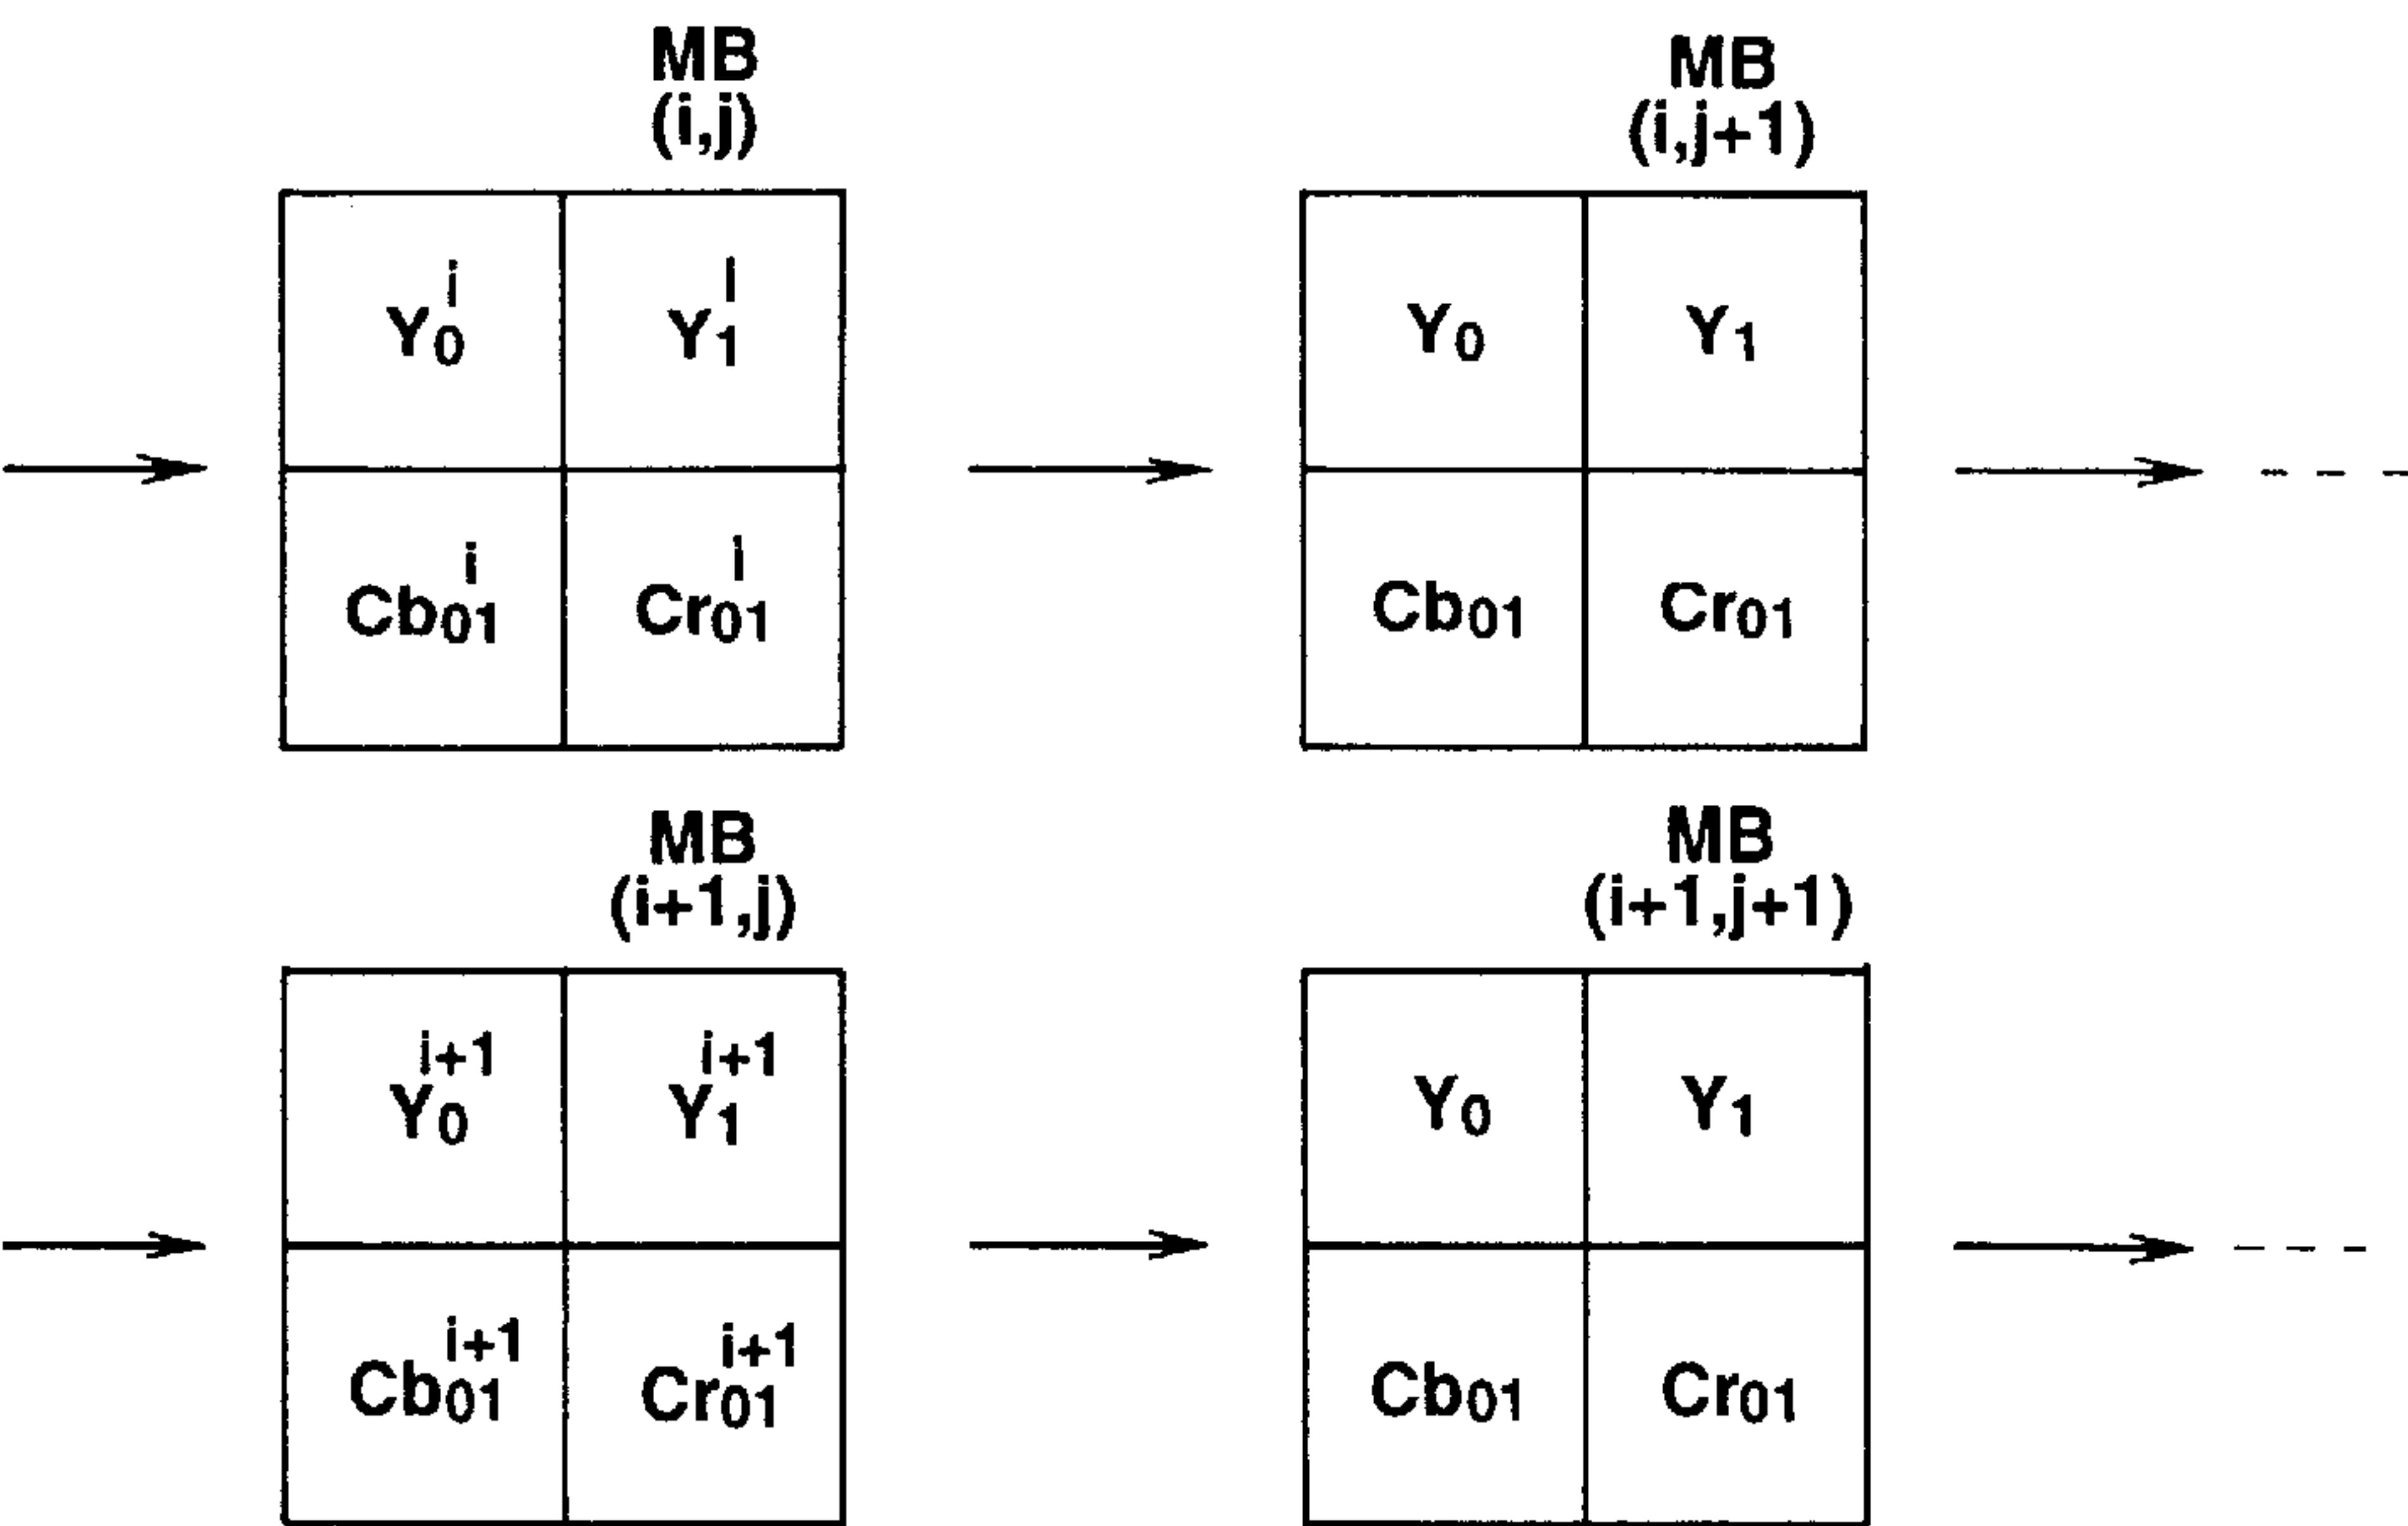 MB
(i,j)
MB
(i,j+1)
Y₀ⁱ
Y₁ⁱ
Y₀
Y₁
Cb₀₁ⁱ
Cr₀₁ⁱ
Cb₀₁
Cr₀₁
MB
(i+1,j)
MB
(i+1,j+1)
Y₀ⁱ⁺¹
Y₁ⁱ⁺¹
Y₀
Y₁
Cb₀₁ⁱ⁺¹
Cr₀₁ⁱ⁺¹
Cb₀₁
Cr₀₁